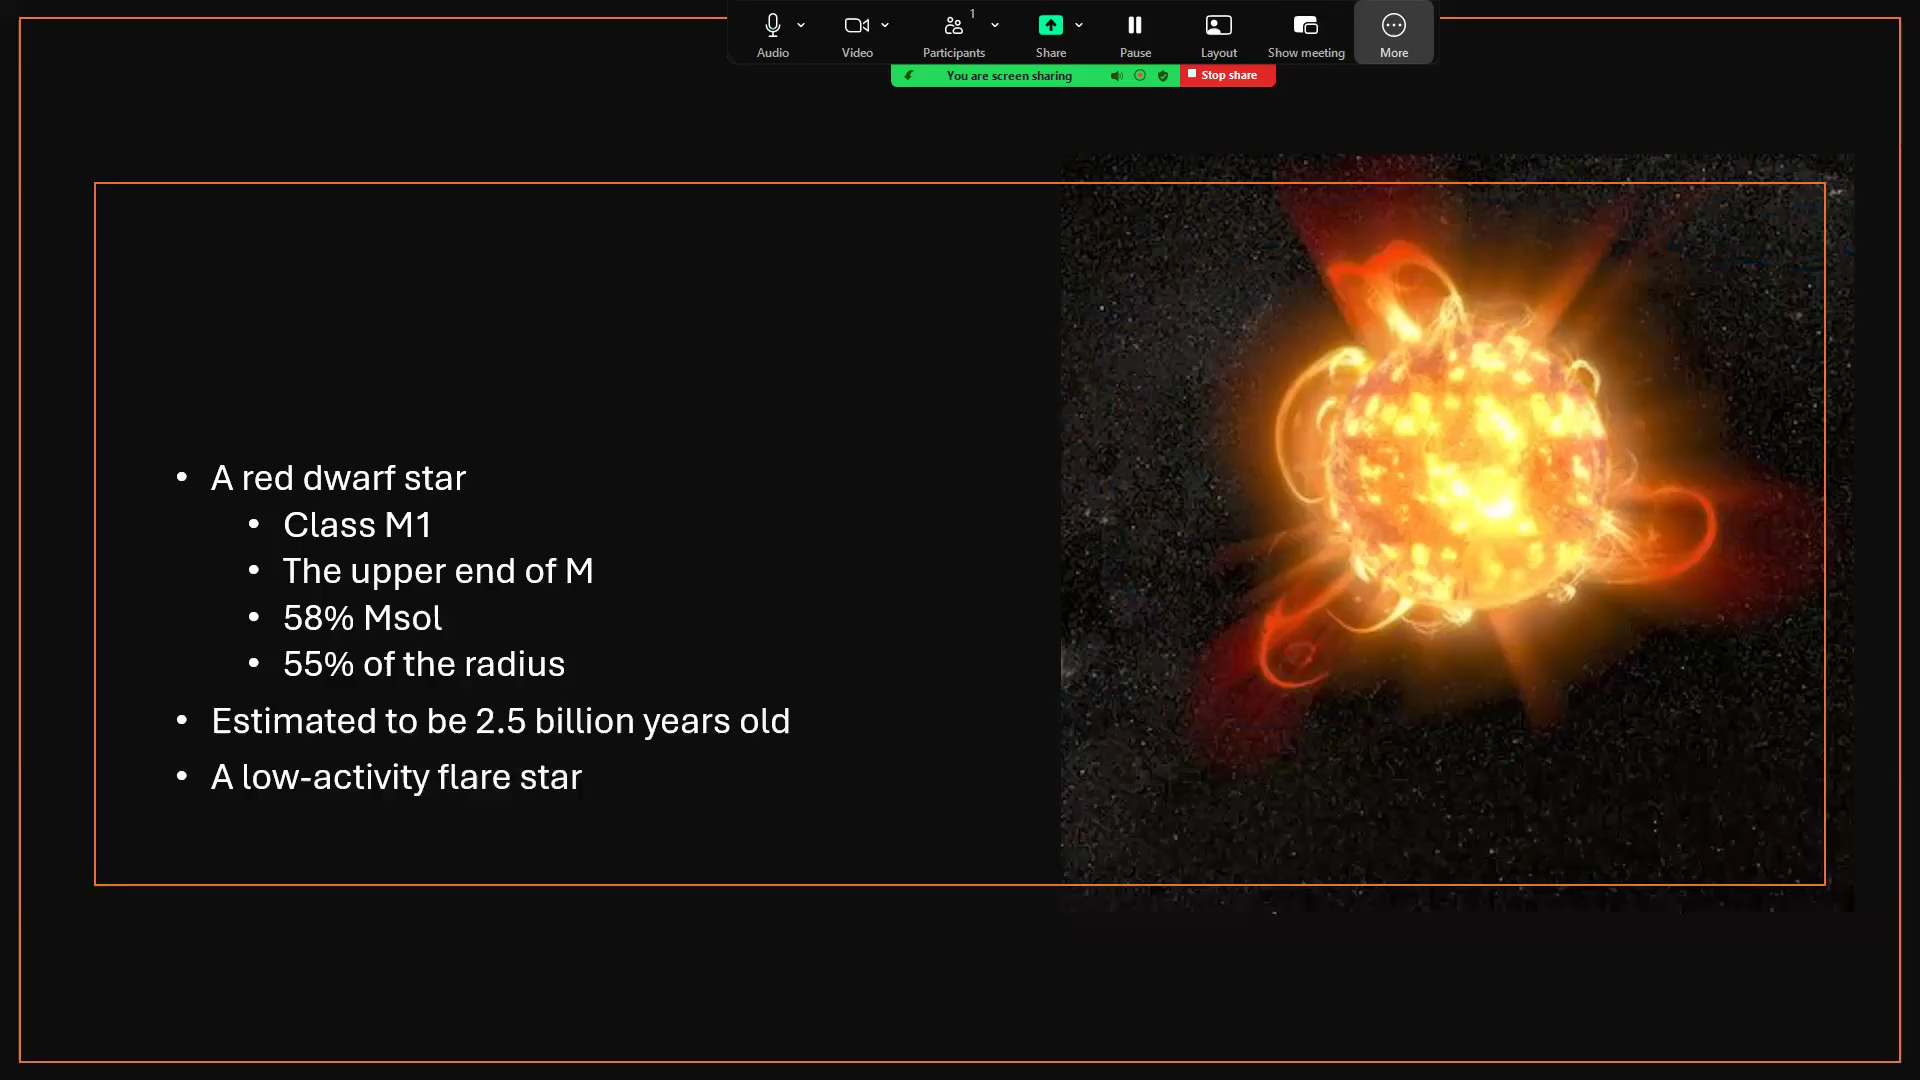 1
Audio
Video
Participants
Share
Pause
Layout
Show meeting
More
You are screen sharing
Stop share
• A red dwarf star
• Class M1
• The upper end of M
• 58% Msol
• 55% of the radius
• Estimated to be 2.5 billion years old
• A low-activity flare star